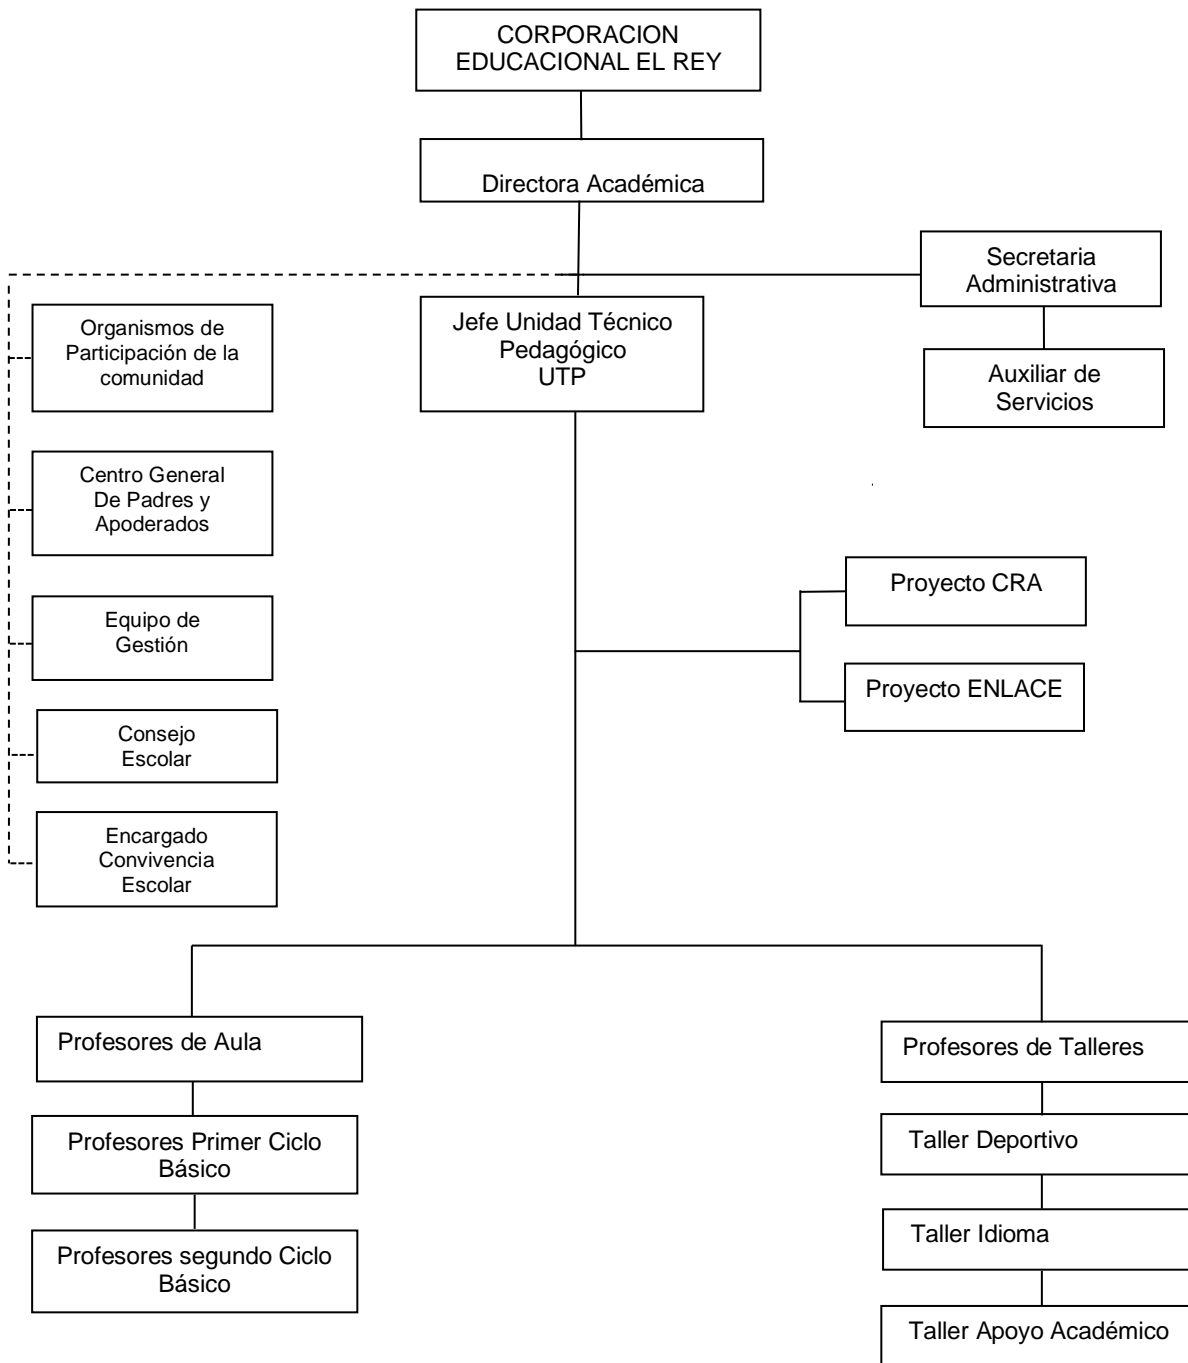 CORPORACION
EDUCACIONAL EL REY
Directora Académica
Secretaria
Administrativa
Organismos de
Participación de la
comunidad
Jefe Unidad Técnico
Pedagógico
UTP
Auxiliar de
Servicios
Centro General
De Padres y
Apoderados
Proyecto CRA
Equipo de
Gestión
Proyecto ENLACE
Consejo
Escolar
Encargado
Convivencia
Escolar
Profesores de Aula
Profesores de Talleres
Profesores Primer Ciclo
Básico
Taller Deportivo
Profesores segundo Ciclo
Básico
Taller Idioma
Taller Apoyo Académico